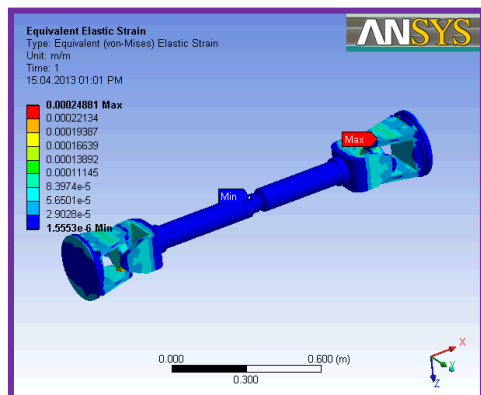 Equivalent Elastic Strain
Type: Equivalent (von-Mises) Elastic Strain
Unit: m/m
Time: 1
15.04.2013 01:01 PM
ANSYS
0.00024881 Max
0.00022134
0.00019387
0.00016639
0.00013892
0.00011145
8.3974e-5
5.6501e-5
2.9028e-5
1.5553e-6 Min
Max
Min
0.000
0.600 (m)
0.300
X
Y
Z